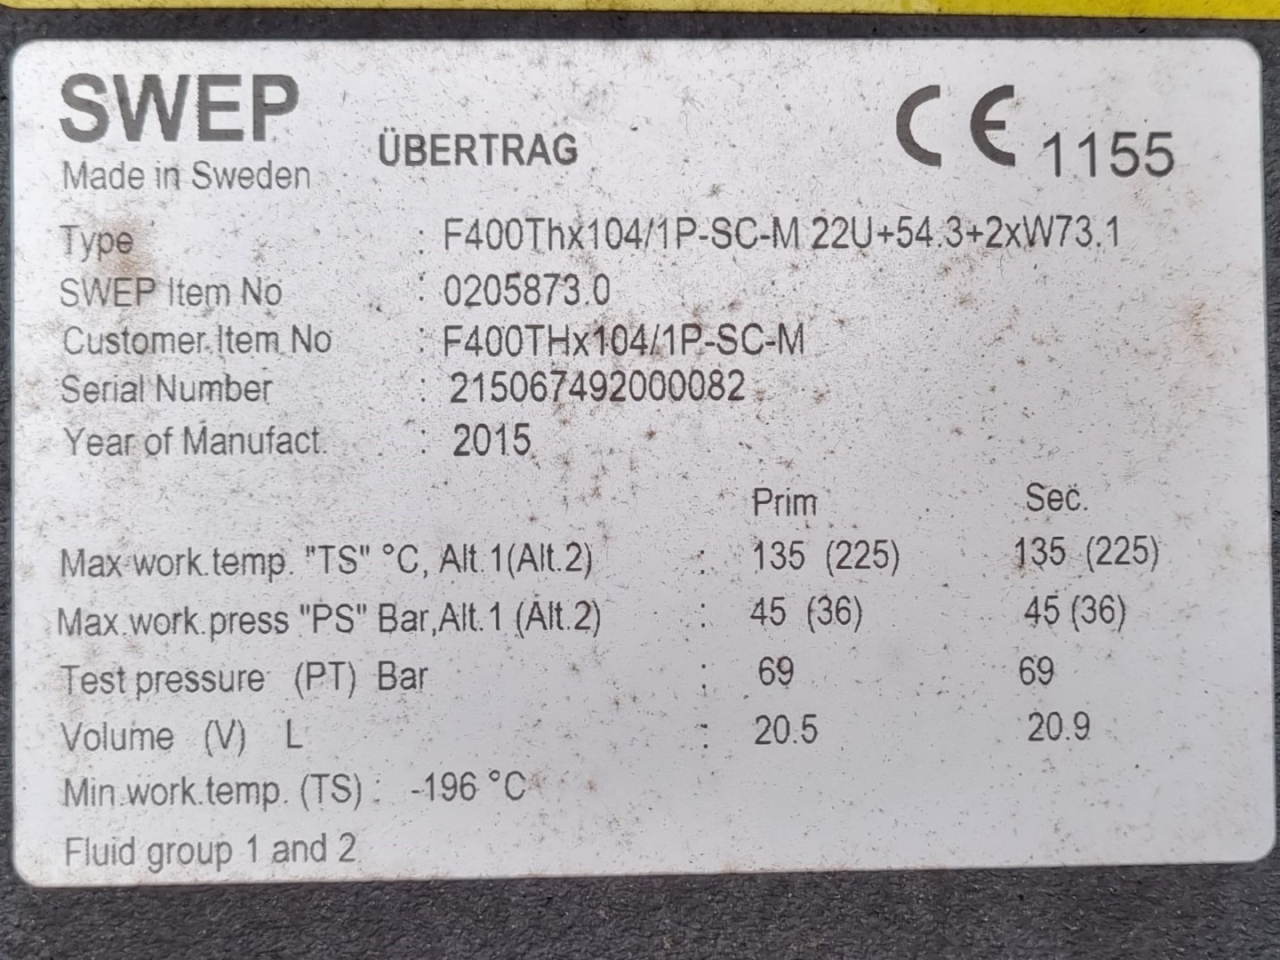 SWEP
Made in Sweden
ÜBERTRAG
CE 1155
Type : F400Thx104/1P-SC-M 22U+54.3+2xW73.1
SWEP Item No : 0205873.0
Customer.Item No : F400THx104/1P-SC-M
Serial Number : 215067492000082
Year of Manufact. : 2015
Prim Sec.
Max work.temp. "TS" °C, Alt.1(Alt.2) : 135 (225) 135 (225)
Max.work.press "PS" Bar,Alt.1 (Alt.2) : 45 (36) 45 (36)
Test pressure (PT) Bar : 69 69
Volume (V) L : 20.5 20.9
Min.work.temp. (TS) : -196 °C
Fluid group 1 and 2